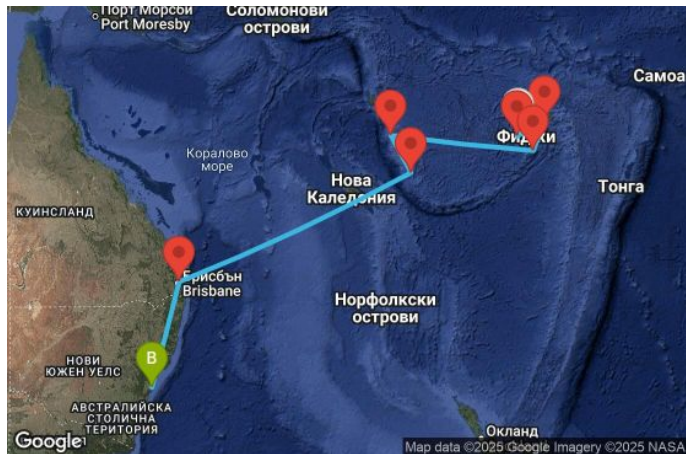 Порт Морсби
Port Moresby
Соломонови
острови
Самоа
Коралово
море
Фиджи
Нова
Каледония
Тонга
КУИНСЛАНД
Брисбън
Brisbane
Норфолкски
острови
B
НОВИ
ЮЖЕН УЕЛС
АВСТРАЛИЙСКА
СТОЛИЧНА
ТЕРИТОРИЯ
Окланд
Google
Map data ©2025 Google Imagery ©2025 NASA